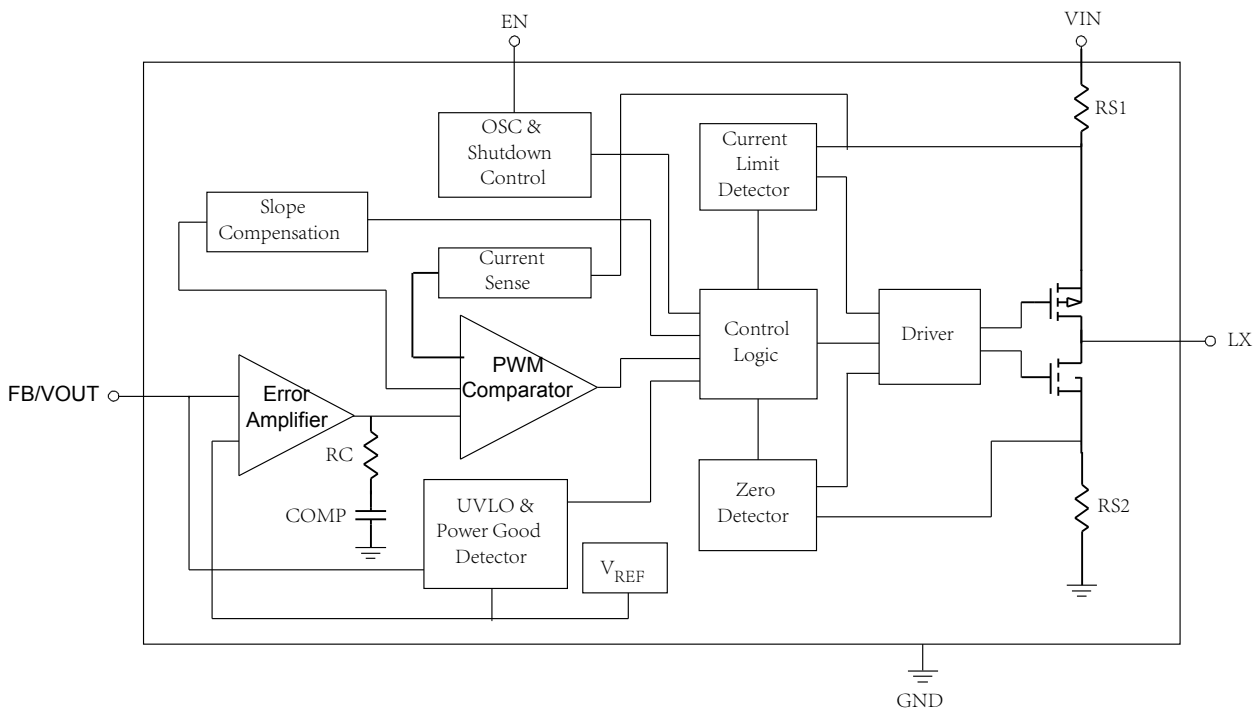 EN
VIN
RS1
OSC &
Shutdown
Control
Current
Limit
Detector
Slope
Compensation
Current
Sense
Control
Logic
Driver
LX
PWM
Comparator
FB/VOUT
Error
Amplifier
RC
COMP
UVLO &
Power Good
Detector
Zero
Detector
RS2
VREF
GND